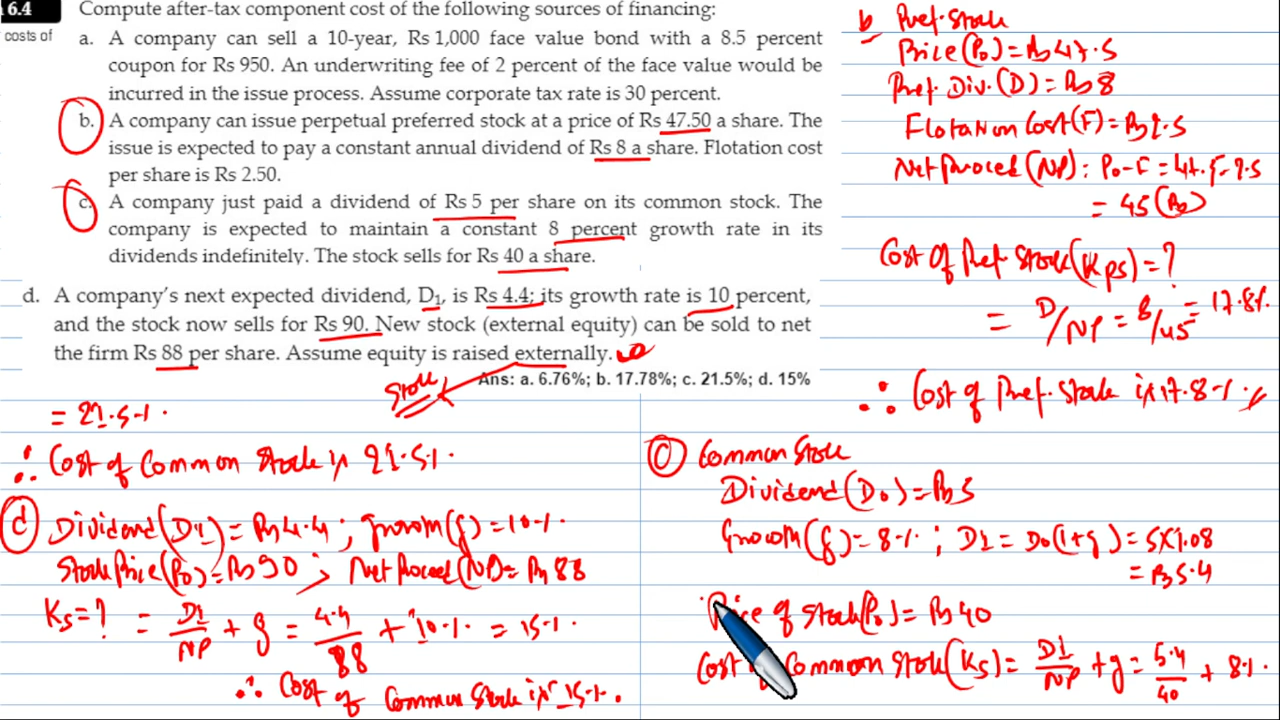 6.4
costs of
Compute after-tax component cost of the following sources of financing:
a. A company can sell a 10-year, Rs 1,000 face value bond with a 8.5 percent
coupon for Rs 950. An underwriting fee of 2 percent of the face value would be
incurred in the issue process. Assume corporate tax rate is 30 percent.
b. A company can issue perpetual preferred stock at a price of Rs 47.50 a share. The
issue is expected to pay a constant annual dividend of Rs 8 a share. Flotation cost
per share is Rs 2.50.
c. A company just paid a dividend of Rs 5 per share on its common stock. The
company is expected to maintain a constant 8 percent growth rate in its
dividends indefinitely. The stock sells for Rs 40 a share.
d. A company's next expected dividend, D1, is Rs 4.4; its growth rate is 10 percent,
and the stock now sells for Rs 90. New stock (external equity) can be sold to net
the firm Rs 88 per share. Assume equity is raised externally.
Stock
Ans: a. 6.76%; b. 17.78%; c. 21.5%; d. 15%
b Pref. Stock
Price (P0) = Rs 47.5
Pref. Div. (D) = Rs 8
Flotation Cost (F) = Rs 2.5
Net Proceed (NP) : P0-F = 47.5-2.5
= 45 (Rs)
Cost Of Pref. Stock (Kps) = ?
= D/NP = 8/45 = 17.8%
∴ Cost of Pref. Stock is 17.8%
= 21.5%
∴ Cost of Common Stock is 21.5%.
d Dividend (D1) = Rs 4.4 ; Growth (g) = 10%.
Stock Price (P0) = Rs 90 ; Net Proceed (NP) = Rs 88
Ks = ? = D1/NP + g = 4.4/88 + 10% = 15%.
∴ Cost of Common Stock is 15%.
c Common Stock
Dividend (D0) = Rs 5
Growth (g) = 8% ; D1 = D0(1+g) = 5X1.08
= Rs 5.4
Price of Stock (P0) = Rs 40
Cost of Common Stock (Ks) = D1/NP + g = 5.4/40 + 8%.